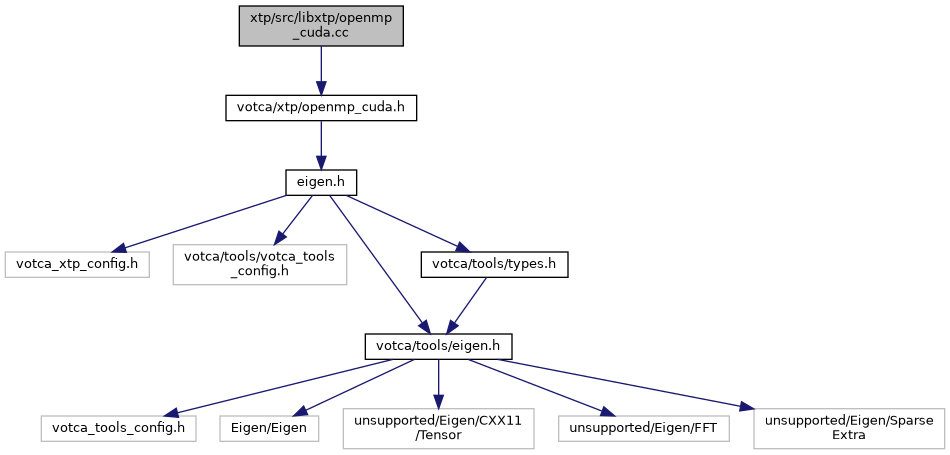 xtp/src/libxtp/openmp
_cuda.cc
votca/xtp/openmp_cuda.h
eigen.h
votca_xtp_config.h
votca/tools/votca_tools
_config.h
votca/tools/types.h
votca/tools/eigen.h
votca_tools_config.h
Eigen/Eigen
unsupported/Eigen/CXX11
/Tensor
unsupported/Eigen/FFT
unsupported/Eigen/Sparse
Extra